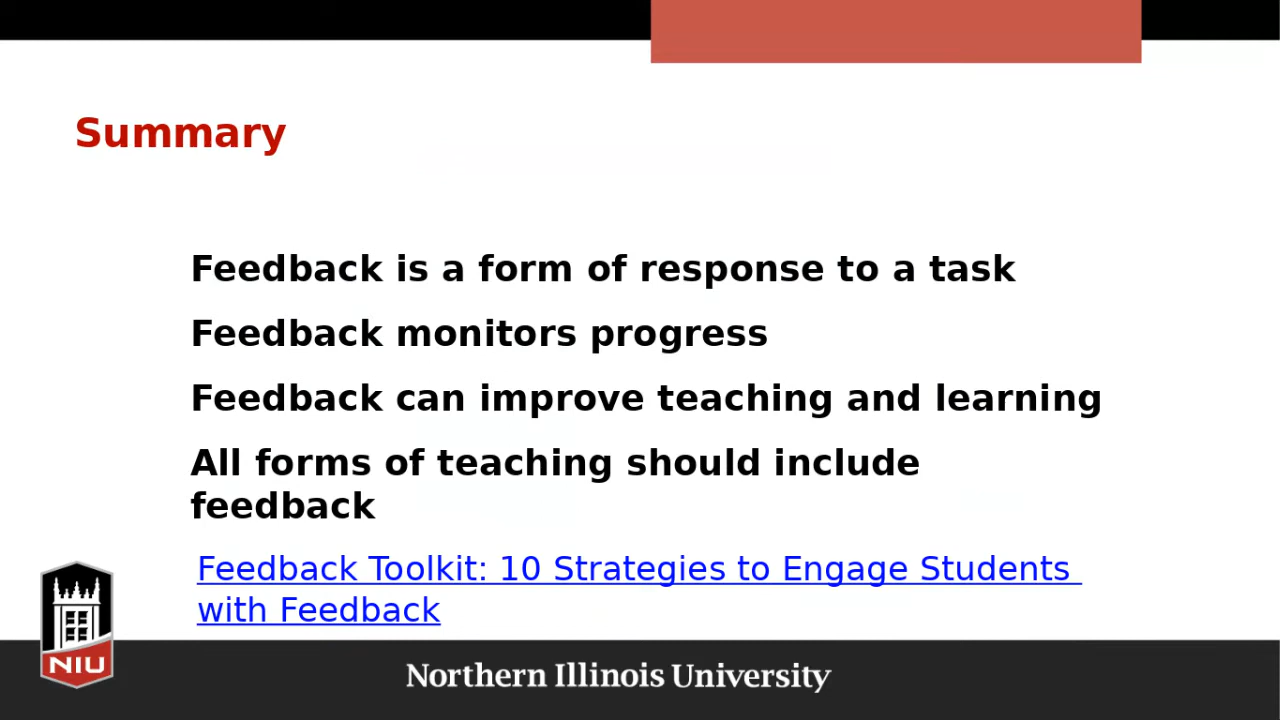 Summary
Feedback is a form of response to a task
Feedback monitors progress
Feedback can improve teaching and learning
All forms of teaching should include
feedback
Feedback Toolkit: 10 Strategies to Engage Students
with Feedback
NIU
Northern Illinois University